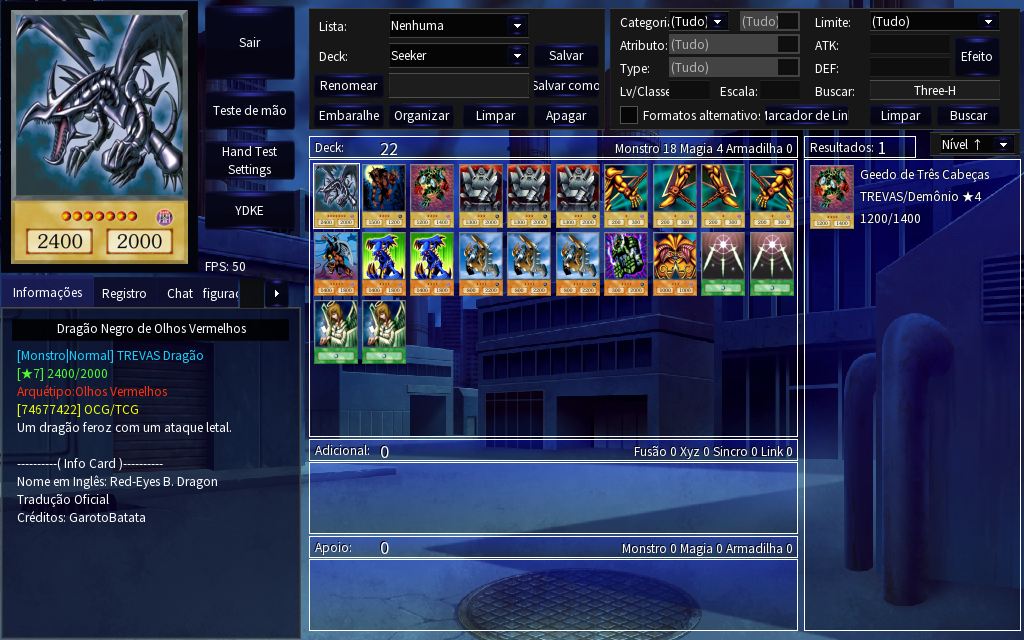 2400 2000
Sair
Teste de mão
Hand Test
Settings
YDKE
FPS: 50
Informações Registro Chat figurac
Dragão Negro de Olhos Vermelhos
[Monstro|Normal] TREVAS Dragão
[★7] 2400/2000
Arquétipo:Olhos Vermelhos
[74677422] OCG/TCG
Um dragão feroz com um ataque letal.
----------( Info Card )----------
Nome em Inglês: Red-Eyes B. Dragon
Tradução Oficial
Créditos: GarotoBatata
Lista: Nenhuma
Deck: Seeker Salvar
Renomear Salvar como
Embaralhe Organizar Limpar Apagar
Categori: (Tudo) (Tudo) Limite: (Tudo)
Atributo: (Tudo) ATK:
Type: (Tudo) DEF: Efeito
Lv/Classe Escala: Buscar: Three-H
Formatos alternativo: Marcador de Lin Limpar Buscar
Deck: 22 Monstro 18 Magia 4 Armadilha 0
Resultados: 1 Nível ↑
Geedo de Três Cabeças
TREVAS/Demônio ★4
1200/1400
Adicional: 0 Fusão 0 Xyz 0 Sincro 0 Link 0
Apoio: 0 Monstro 0 Magia 0 Armadilha 0